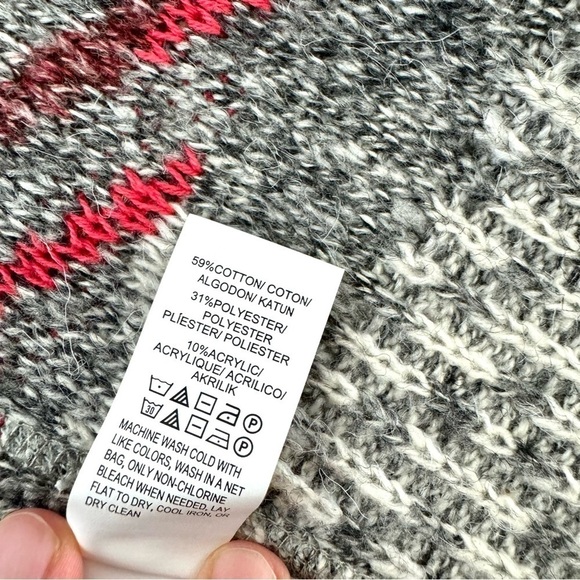 59%COTTON/ COTON/
ALGODON/ KATUN
31%POLYESTER/
POLYESTER
PLÍESTER/ POLIESTER
10%ACRYLIC/
ACRYLIQUE/ ACRILICO/
AKRILIK
P
30 P
MACHINE WASH COLD WITH
LIKE COLORS, WASH IN A NET
BAG, ONLY NON-CHLORINE
BLEACH WHEN NEEDED, LAY
FLAT TO DRY, COOL IRON, OR
DRY CLEAN